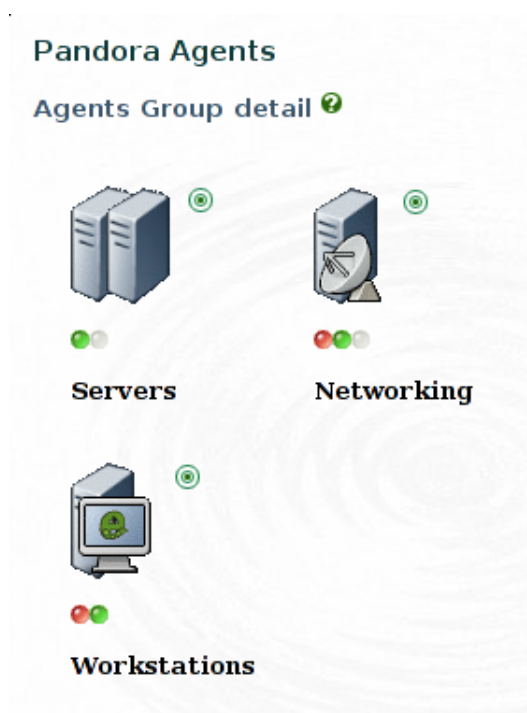 Pandora Agents
Agents Group detail ?
Servers
Networking
Workstations